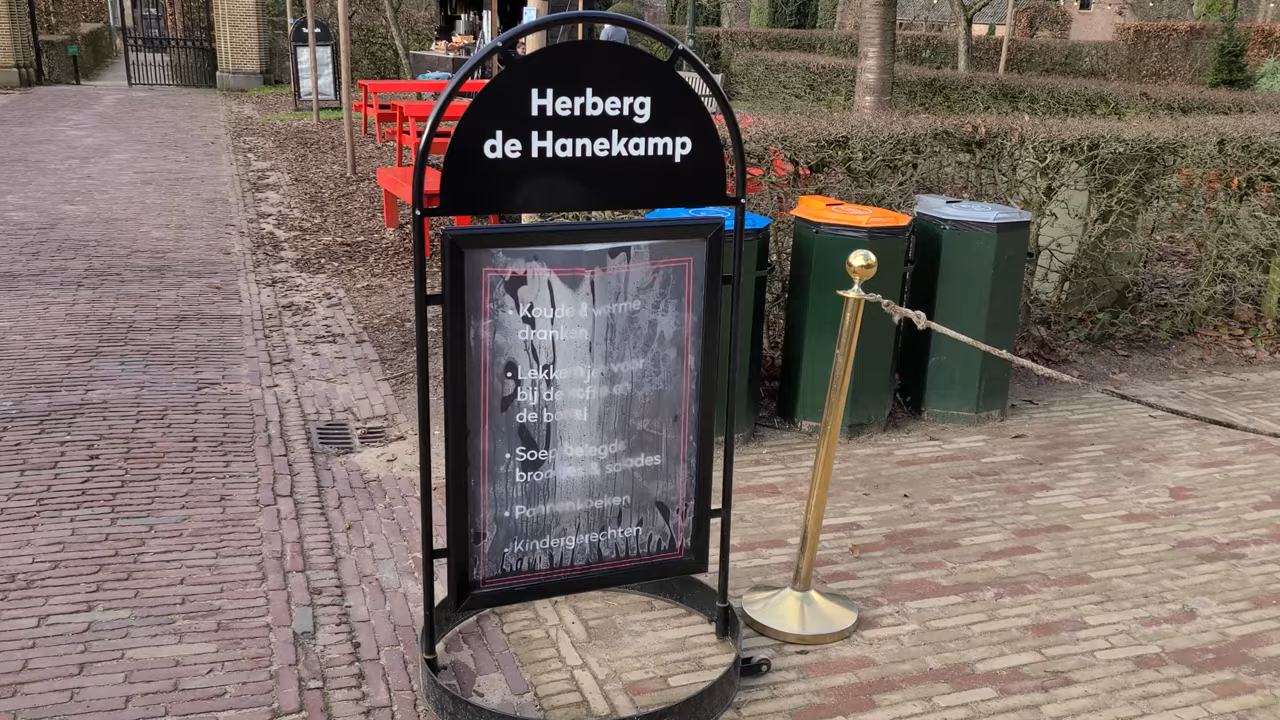 Herberg
de Hanekamp
• Koude & warme
dranken
• Lekkernijen voor
bij de koffie en
de borrel
• Soep, belegde
broodjes & salades
• Pannenkoeken
• Kindergerechten